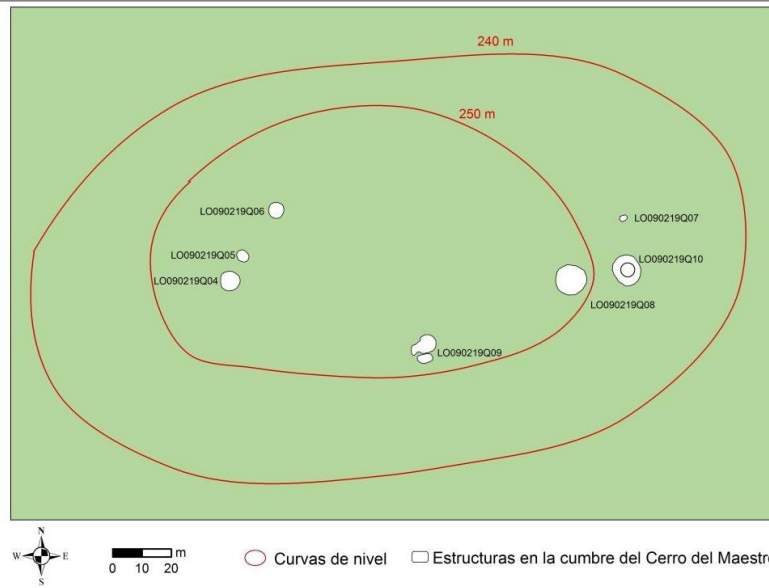 240 m
250 m
LO090219Q06
LO090219Q07
LO090219Q05
LO090219Q10
LO090219Q04
LO090219Q08
LO090219Q09
N
W E
S
m
0 10 20
Curvas de nivel
Estructuras en la cumbre del Cerro del Maestro